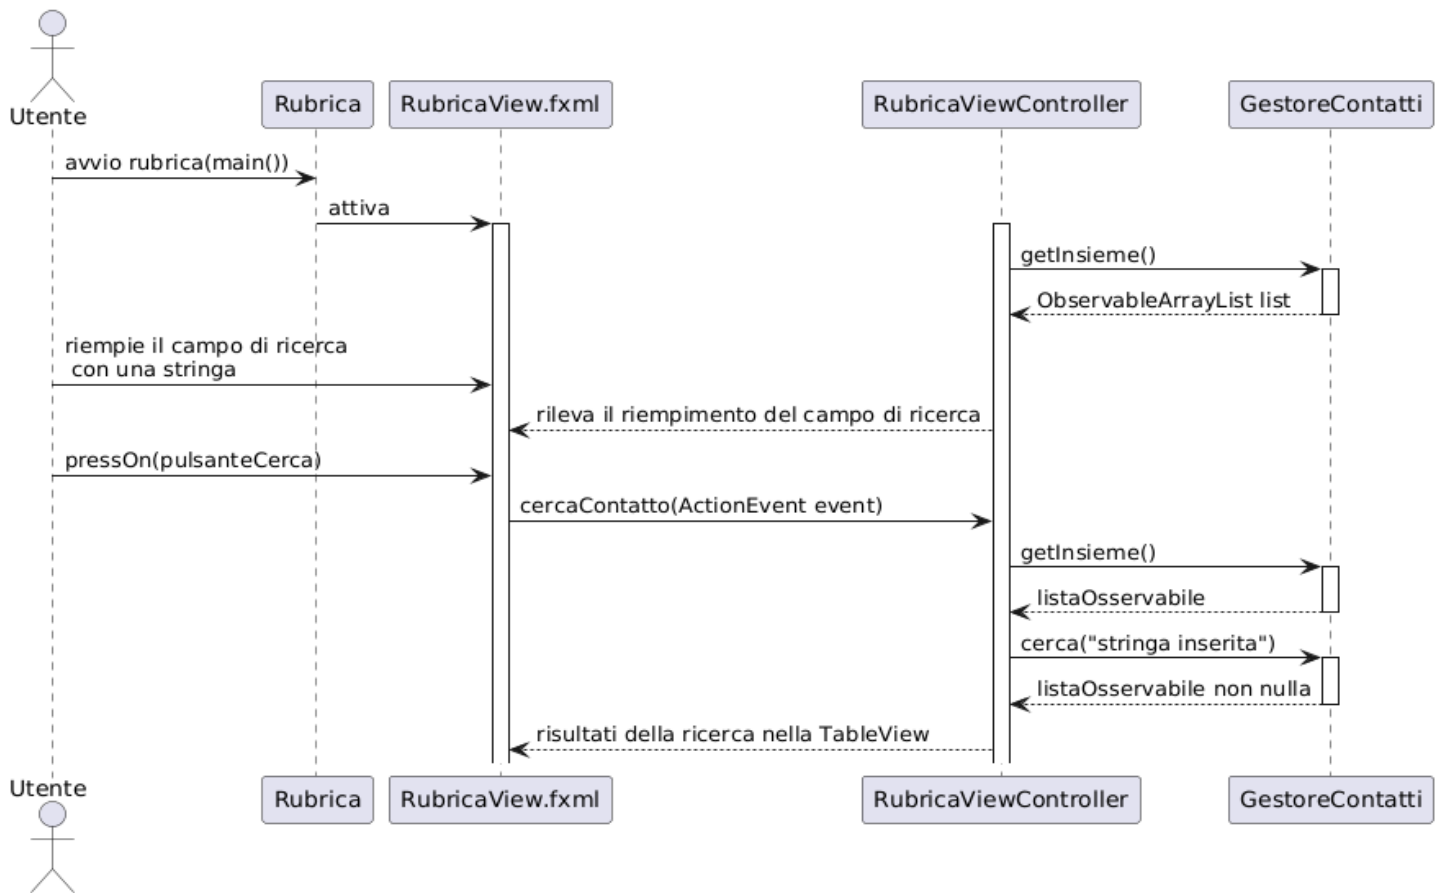 Utente
Rubrica
RubricaView.fxml
RubricaViewController
GestoreContatti
avvio rubrica(main())
attiva
getInsieme()
ObservableArrayList list
riempie il campo di ricerca
con una stringa
rileva il riempimento del campo di ricerca
pressOn(pulsanteCerca)
cercaContatto(ActionEvent event)
getInsieme()
listaOsservabile
cerca("stringa inserita")
listaOsservabile non nulla
risultati della ricerca nella TableView
Utente
Rubrica
RubricaView.fxml
RubricaViewController
GestoreContatti